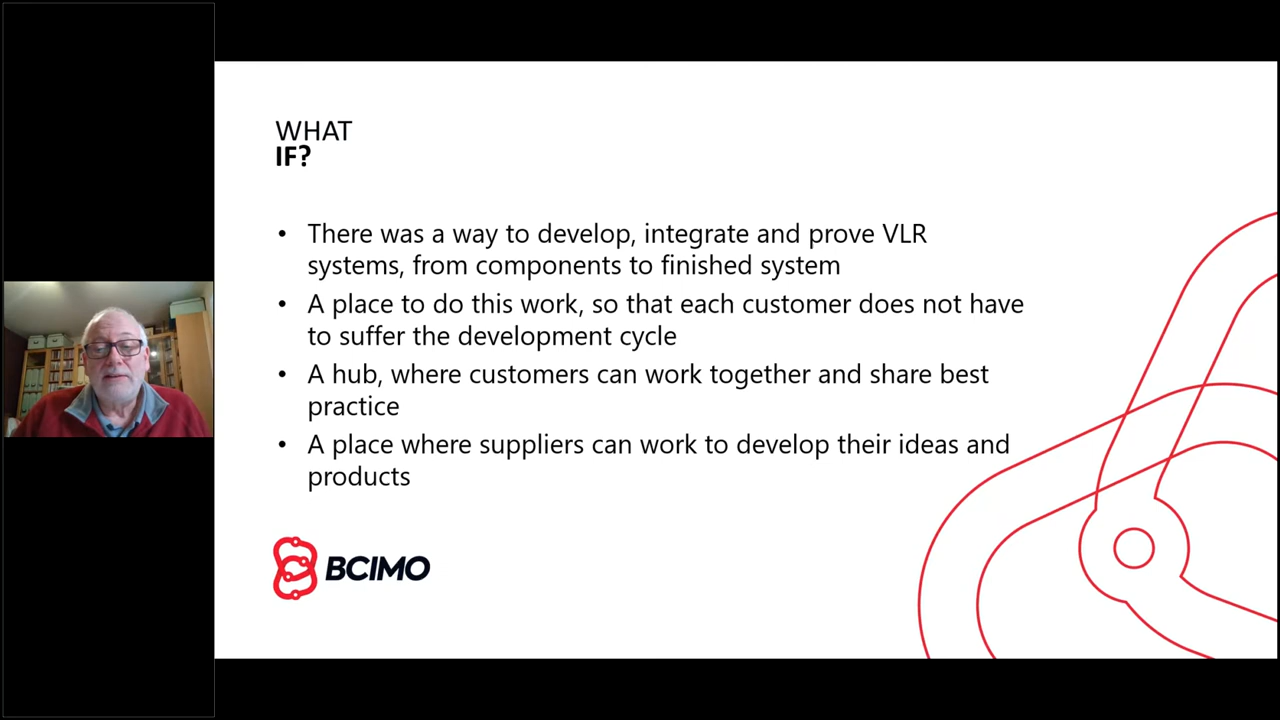 WHAT
IF?
• There was a way to develop, integrate and prove VLR
systems, from components to finished system
• A place to do this work, so that each customer does not have
to suffer the development cycle
• A hub, where customers can work together and share best
practice
• A place where suppliers can work to develop their ideas and
products
BCIMO